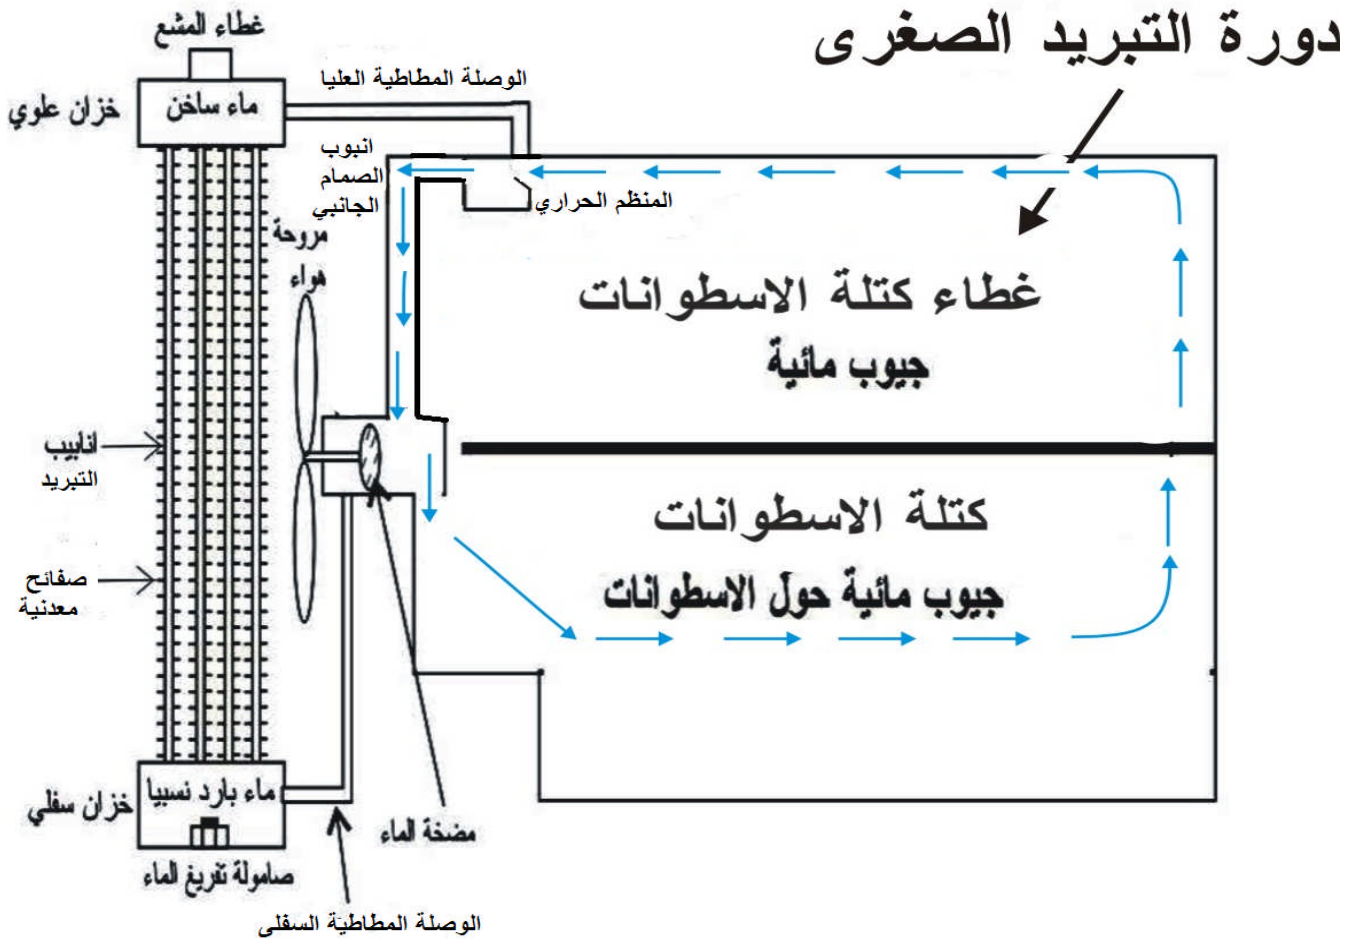 دورة التبريد الصغرى
غطاء المشع
الوصلة المطاطية العليا
خزان علوي
ماء ساخن
انبوب
الصمام
الجانبي
المنظم الحراري
مروحة
هواء
غطاء كتلة الاسطوانات
جيوب مائية
انابيب
التبريد
كتلة الاسطوانات
جيوب مائية حول الاسطوانات
صفائح
معدنية
خزان سفلي
ماء بارد نسبيا
مضخة الماء
صامولة تفريغ الماء
الوصلة المطاطية السفلى